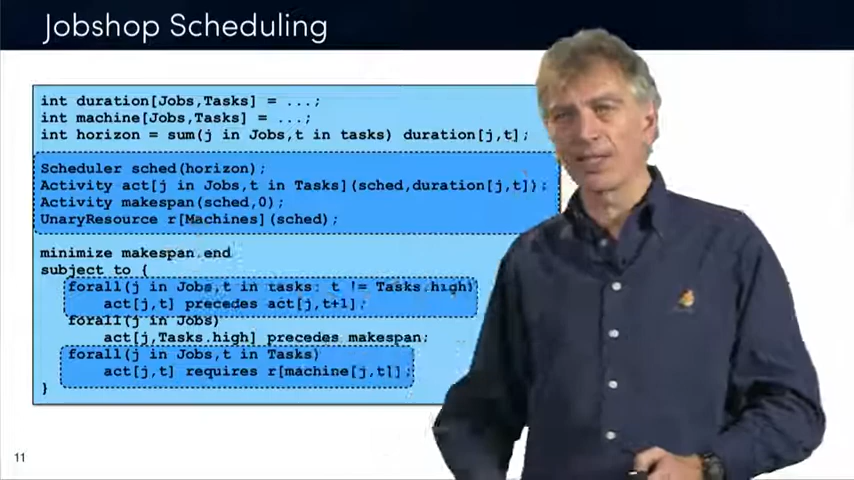 Jobshop Scheduling
int duration[Jobs,Tasks] = ...;
int machine[Jobs,Tasks] = ...;
int horizon = sum(j in Jobs,t in tasks) duration[j,t];
Scheduler sched(horizon);
Activity act[j in Jobs,t in Tasks](sched,duration[j,t]);
Activity makespan(sched,0);
UnaryResource r[Machines](sched);
minimize makespan.end
subject to {
forall(j in Jobs,t in tasks: t != Tasks.high)
act[j,t] precedes act[j,t+1];
forall(j in Jobs)
act[j,Tasks.high] precedes makespan;
forall(j in Jobs,t in Tasks)
act[j,t] requires r[machine[j,t]];
}
11